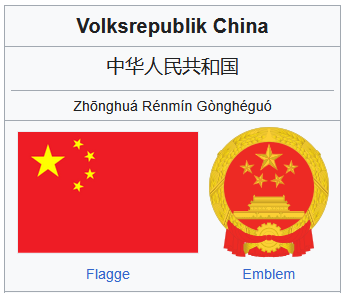 Volksrepublik China
中华人民共和国
Zhōnghuá Rénmín Gònghéguó
Flagge Emblem